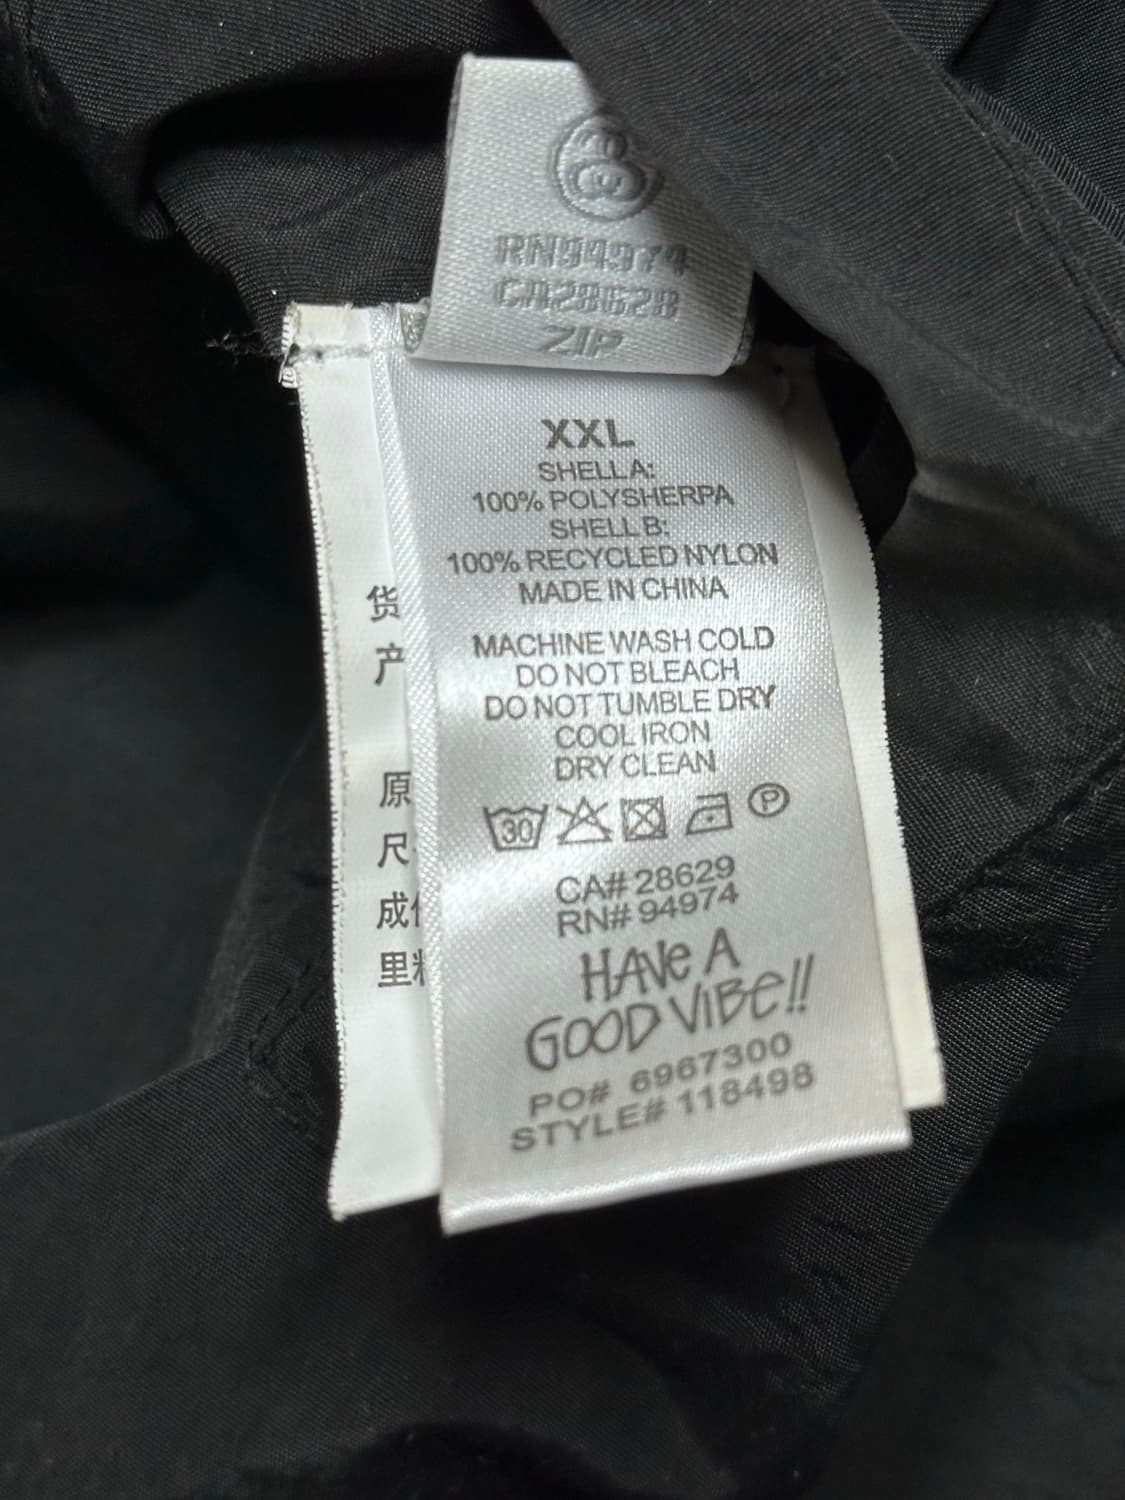 RN94974
CA28628
ZIP
XXL
SHELL A:
100% POLYSHERPA
SHELL B:
100% RECYCLED NYLON
MADE IN CHINA
MACHINE WASH COLD
DO NOT BLEACH
DO NOT TUMBLE DRY
COOL IRON
DRY CLEAN
30 P
CA# 28629
RN# 94974
HAVE A
GOOD VIBE!!
PO# 6967300
STYLE# 118498
货
产
原
尺
成
里